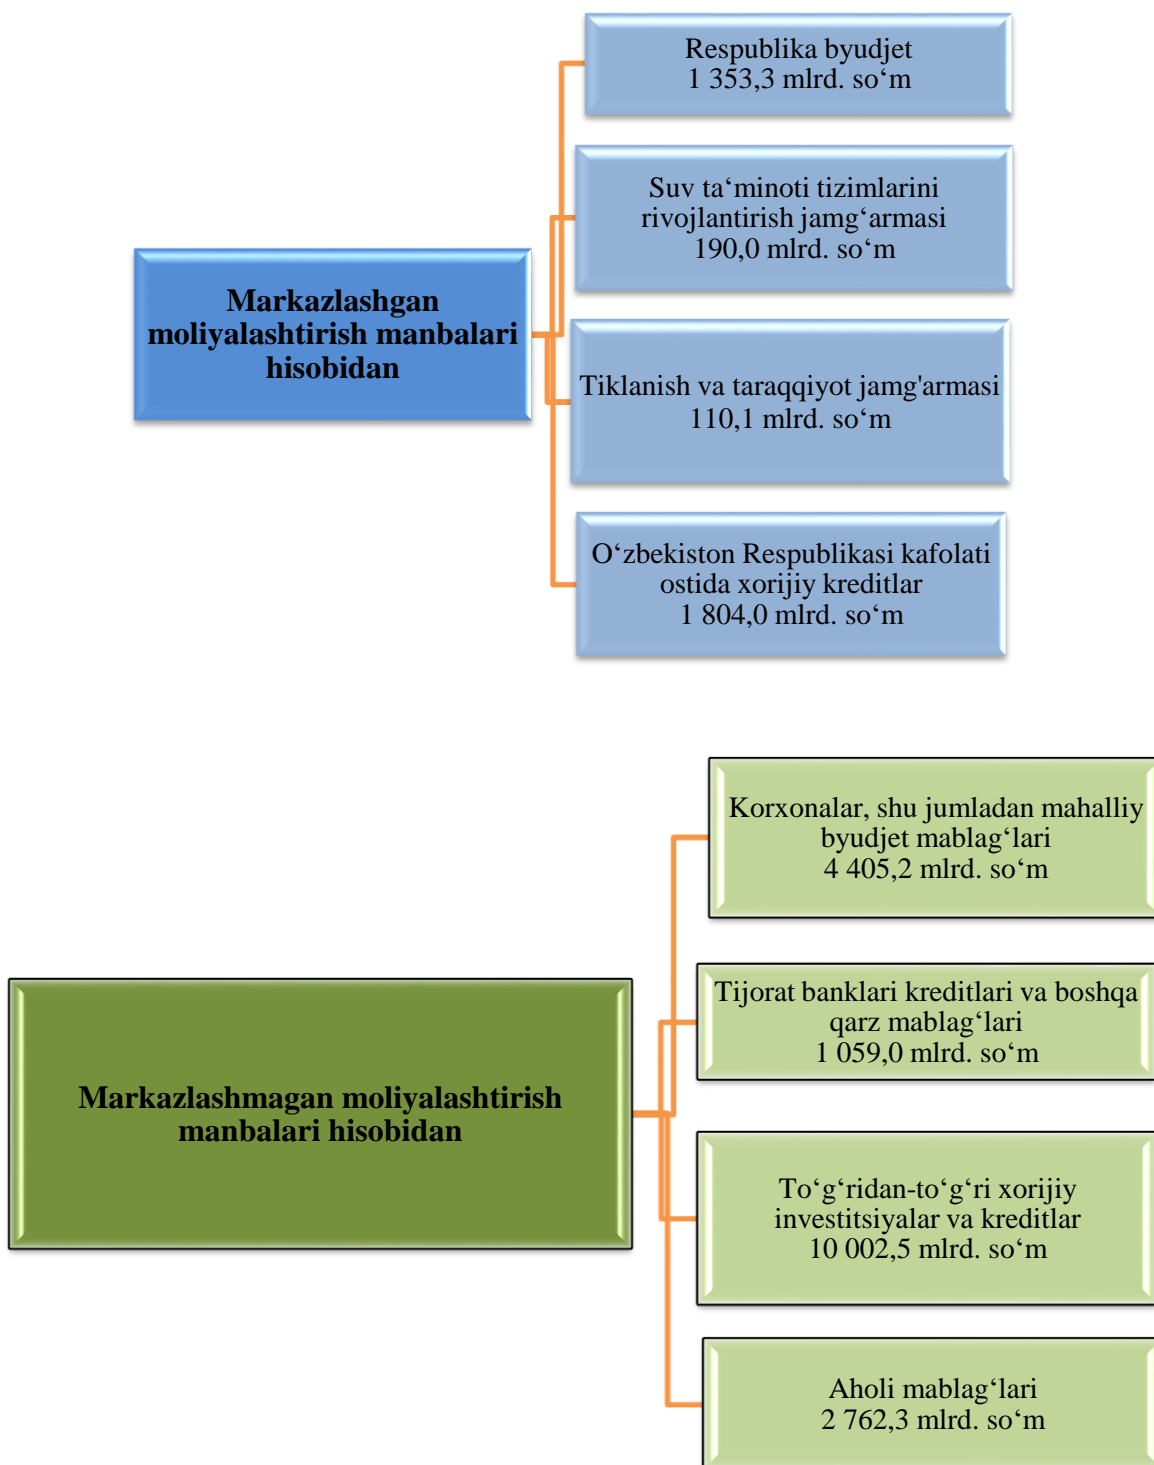 Respublika byudjet
1 353,3 mlrd. so‘m
Suv ta‘minoti tizimlarini
rivojlantirish jamg‘armasi
190,0 mlrd. so‘m
Markazlashgan
moliyalashtirish manbalari
hisobidan
Tiklanish va taraqqiyot jamg'armasi
110,1 mlrd. so‘m
O‘zbekiston Respublikasi kafolati
ostida xorijiy kreditlar
1 804,0 mlrd. so‘m
Korxonalar, shu jumladan mahalliy
byudjet mablag‘lari
4 405,2 mlrd. so‘m
Tijorat banklari kreditlari va boshqa
qarz mablag‘lari
1 059,0 mlrd. so‘m
Markazlashmagan moliyalashtirish
manbalari hisobidan
To‘g‘ridan-to‘g‘ri xorijiy
investitsiyalar va kreditlar
10 002,5 mlrd. so‘m
Aholi mablag‘lari
2 762,3 mlrd. so‘m